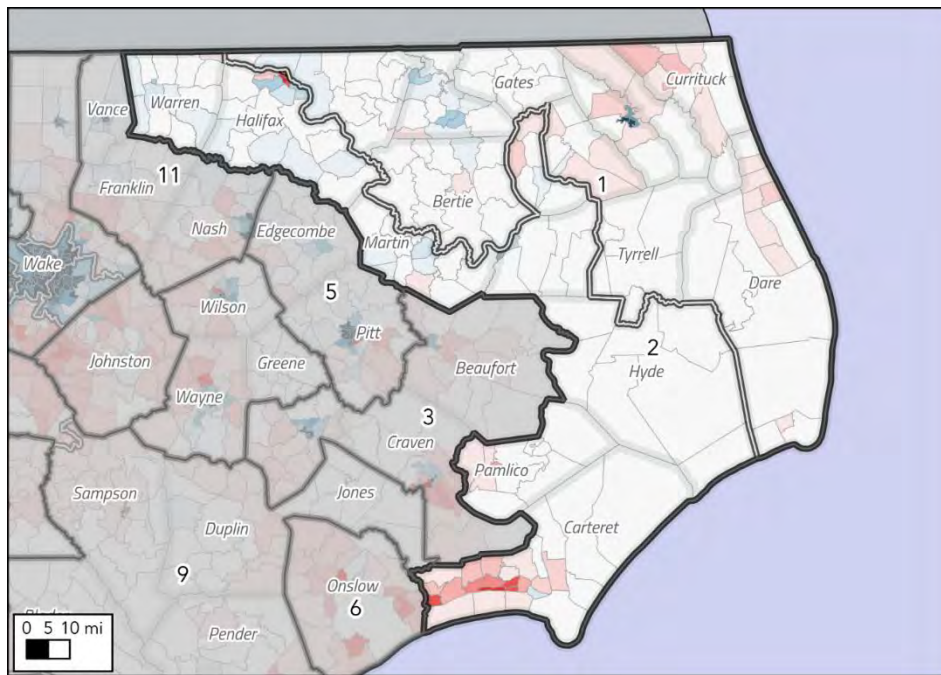 Gates
Currituck
Vance
Warren
Halifax
11
Franklin
1
Bertie
Nash
Edgecombe
Martin
Wake
Tyrrell
Dare
5
Wilson
Pitt
2
Johnston
Greene
Beaufort
Hyde
Wayne
3
Craven
Pamlico
Sampson
Jones
Carteret
Duplin
9
Onslow
6
0 5 10 mi
Pender